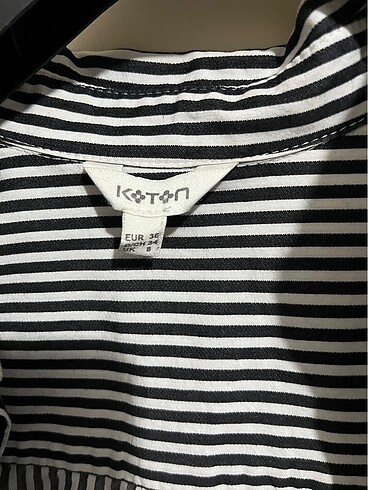 KOTON
EUR 36
D/CH 34
UK 8